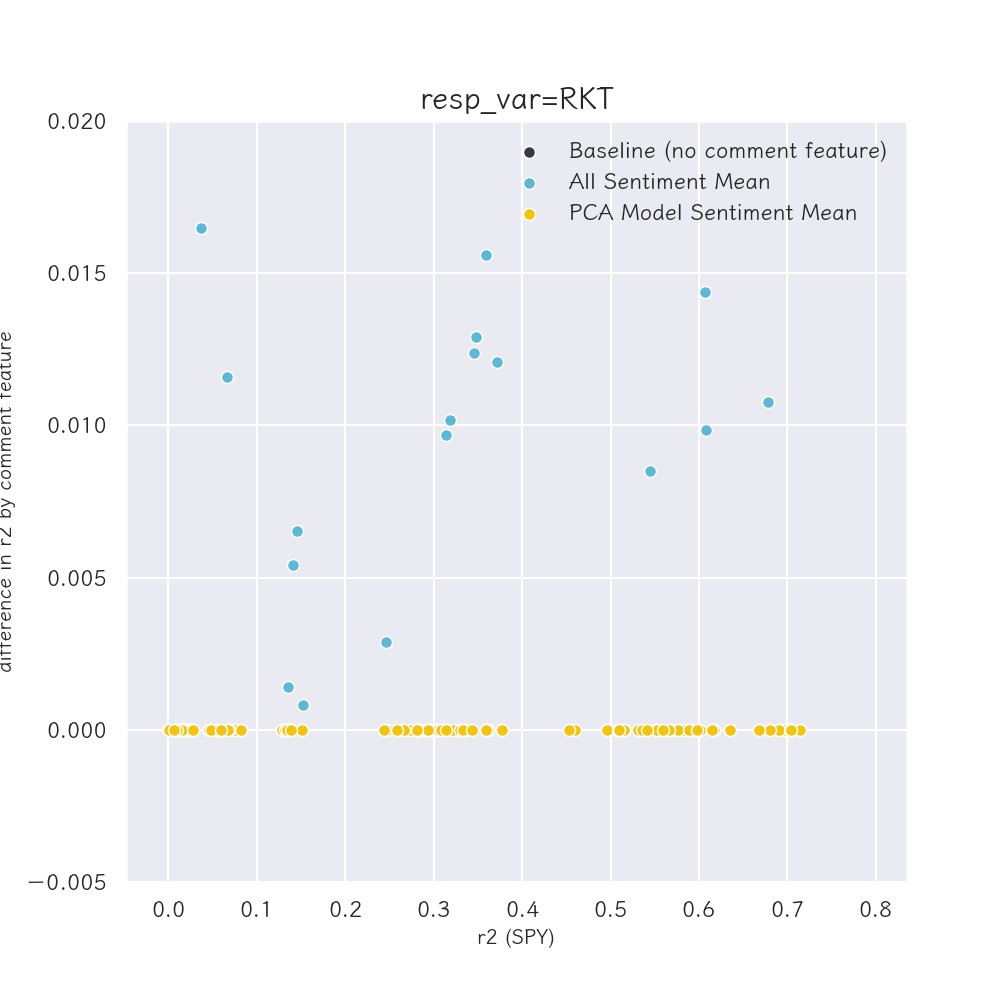 resp_var=RKT
Baseline (no comment feature)
All Sentiment Mean
PCA Model Sentiment Mean
difference in r2 by comment feature
0.020
0.015
0.010
0.005
0.000
−0.005
0.0 0.1 0.2 0.3 0.4 0.5 0.6 0.7 0.8
r2 (SPY)